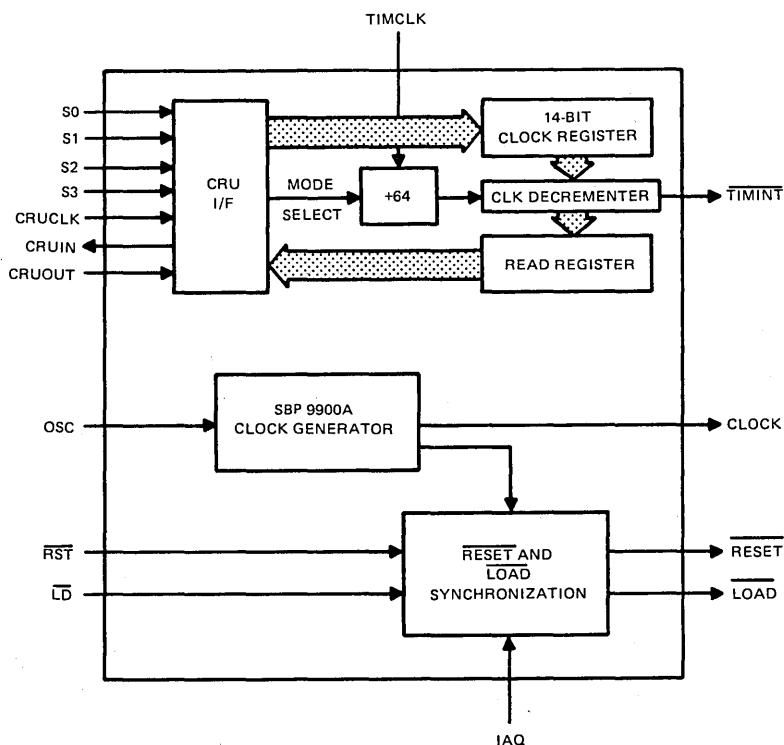 TIMCLK
S0
S1
S2
S3
CRUCLK
CRUIN
CRUOUT
CRU
I/F
MODE
SELECT
+64
14-BIT
CLOCK REGISTER
CLK DECREMENTER
READ REGISTER
TIMINT
OSC
SBP 9900A
CLOCK GENERATOR
CLOCK
RST
LD
RESET AND
LOAD
SYNCHRONIZATION
RESET
LOAD
IAQ